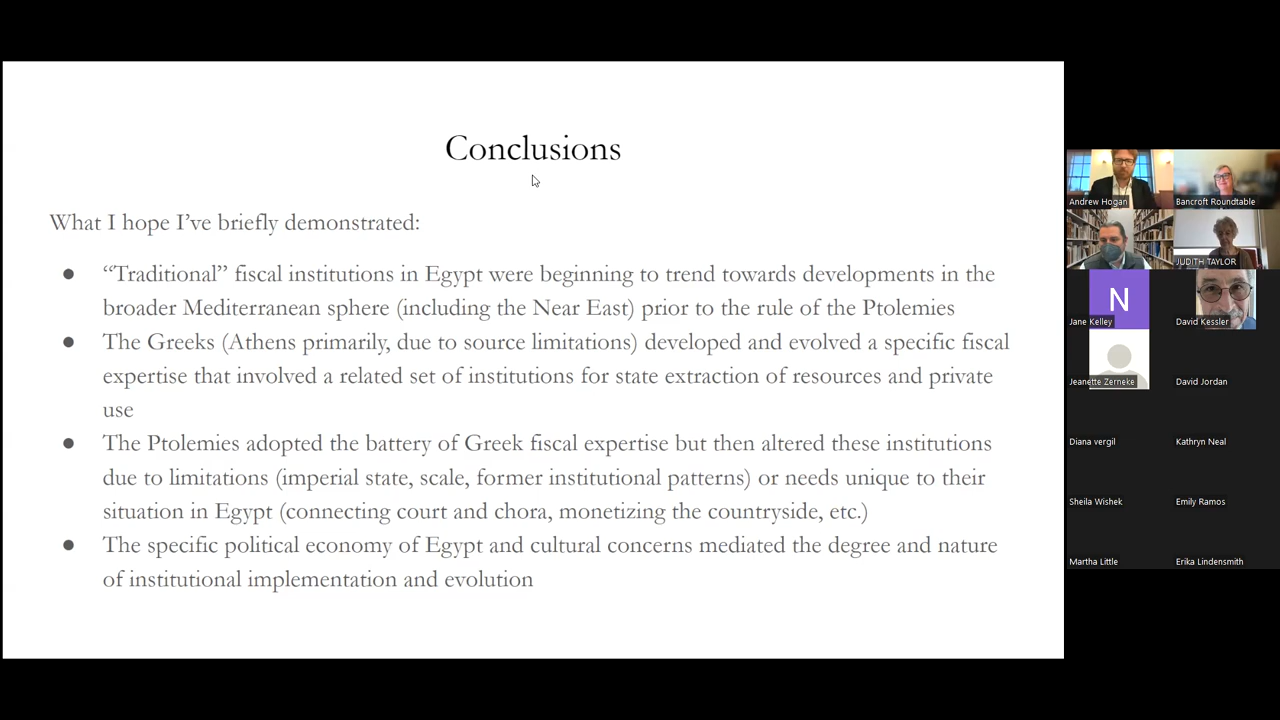 Conclusions
What I hope I’ve briefly demonstrated:
● “Traditional” fiscal institutions in Egypt were beginning to trend towards developments in the
broader Mediterranean sphere (including the Near East) prior to the rule of the Ptolemies
● The Greeks (Athens primarily, due to source limitations) developed and evolved a specific fiscal
expertise that involved a related set of institutions for state extraction of resources and private
use
● The Ptolemies adopted the battery of Greek fiscal expertise but then altered these institutions
due to limitations (imperial state, scale, former institutional patterns) or needs unique to their
situation in Egypt (connecting court and chora, monetizing the countryside, etc.)
● The specific political economy of Egypt and cultural concerns mediated the degree and nature
of institutional implementation and evolution
Andrew Hogan
Bancroft Roundtable
JUDITH TAYLOR
N
Jane Kelley
David Kessler
Jeanette Zerneke
David Jordan
Diana vergil
Kathryn Neal
Sheila Wishek
Emily Ramos
Martha Little
Erika Lindensmith